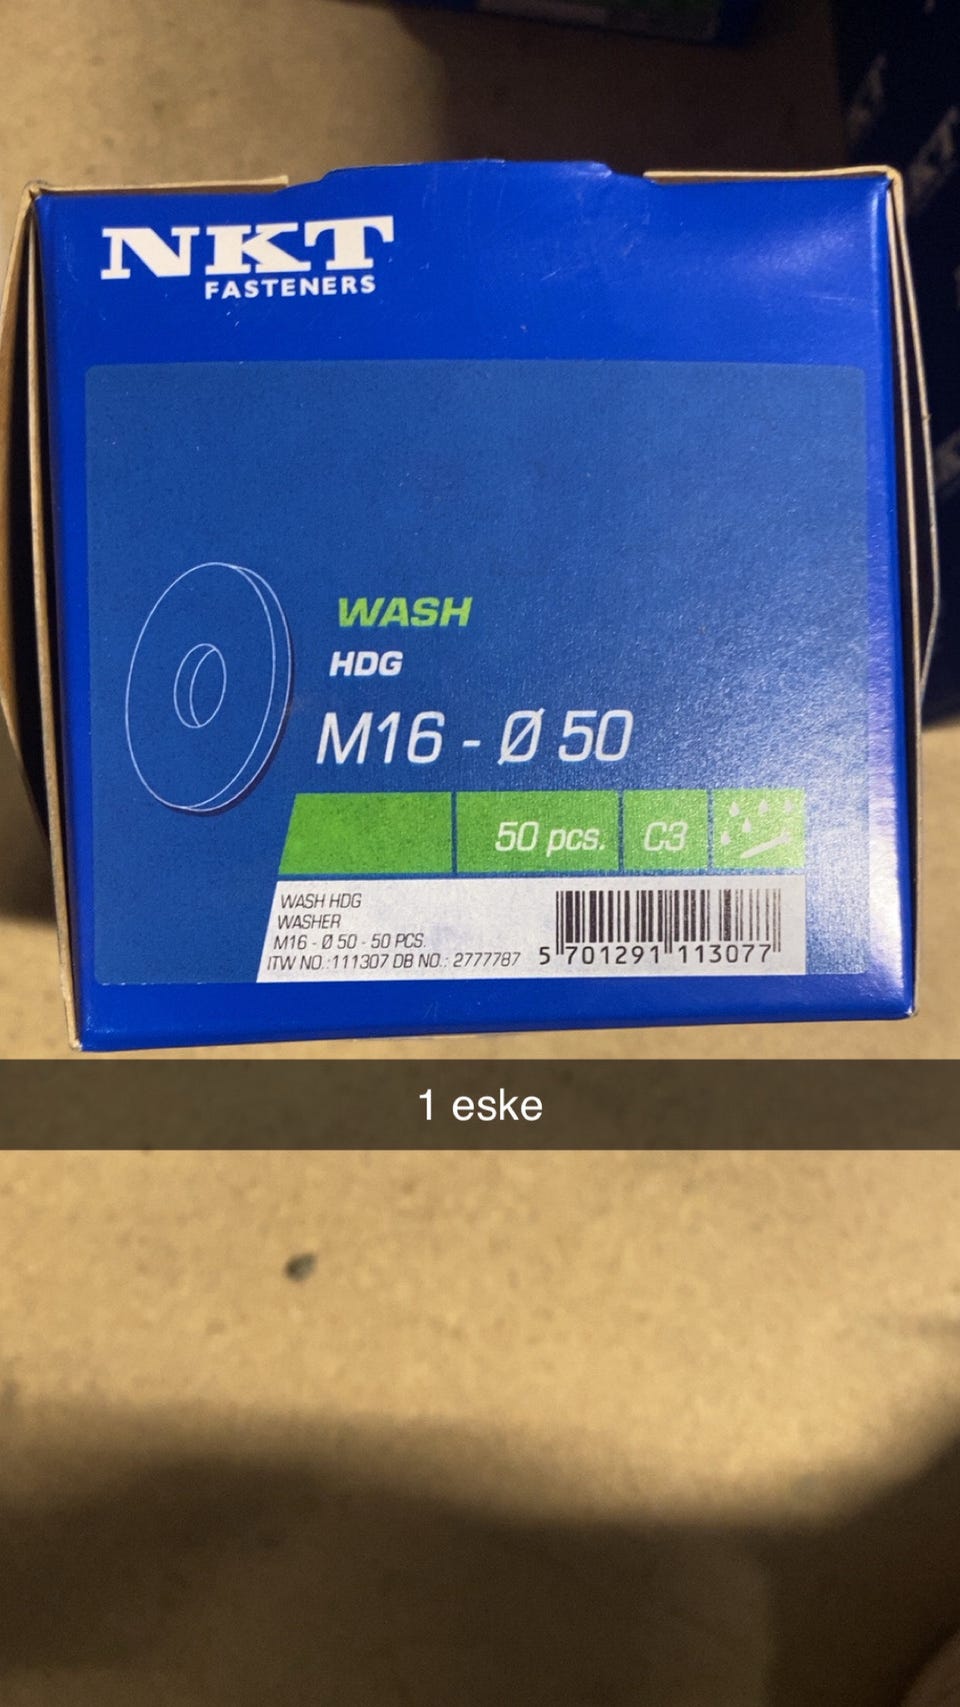 NKT
FASTENERS
WASH
HDG
M16 - Ø 50
50 pcs. C3
WASH HDG
WASHER
M16 - Ø 50 - 50 PCS.
ITW NO.:111307 DB NO.: 2777787
5 701291 113077
1 eske